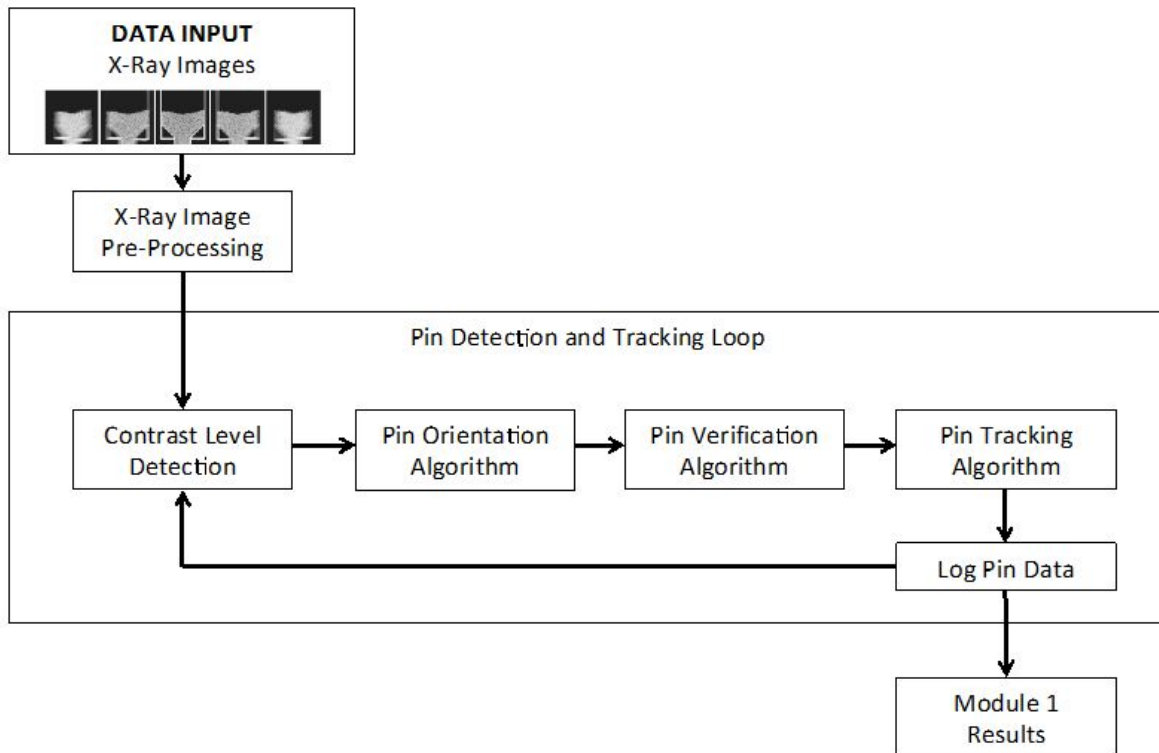 DATA INPUT
X-Ray Images
X-Ray Image
Pre-Processing
Pin Detection and Tracking Loop
Contrast Level
Detection
Pin Orientation
Algorithm
Pin Verification
Algorithm
Pin Tracking
Algorithm
Log Pin Data
Module 1
Results